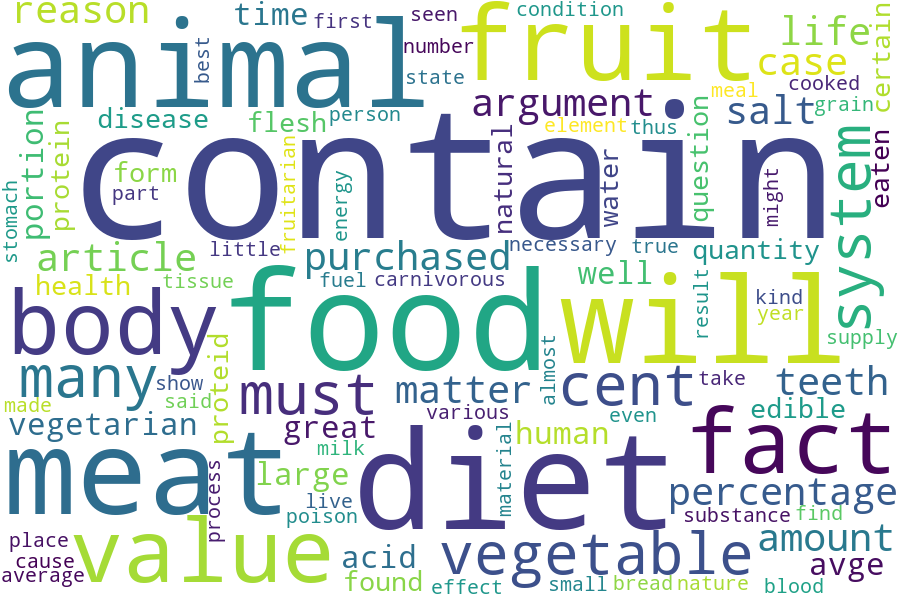 reason time first seen condition
animal best number fruit life
state case cooked certain
argument meal salt grain
disease flesh person element thus
portion protein contain natural water question might system eaten
form part fruitarian energy
stomach little necessary true quantity
article purchased well
health tissue fuel carnivorous result kind
body food will year
supply
many show must matter almost cent take teeth
made said proteid various even edible
vegetarian great human fact
meat milk diet material
large percentage
process live poison substance find
place value acid vegetable amount
cause avge
average found effect small bread nature blood